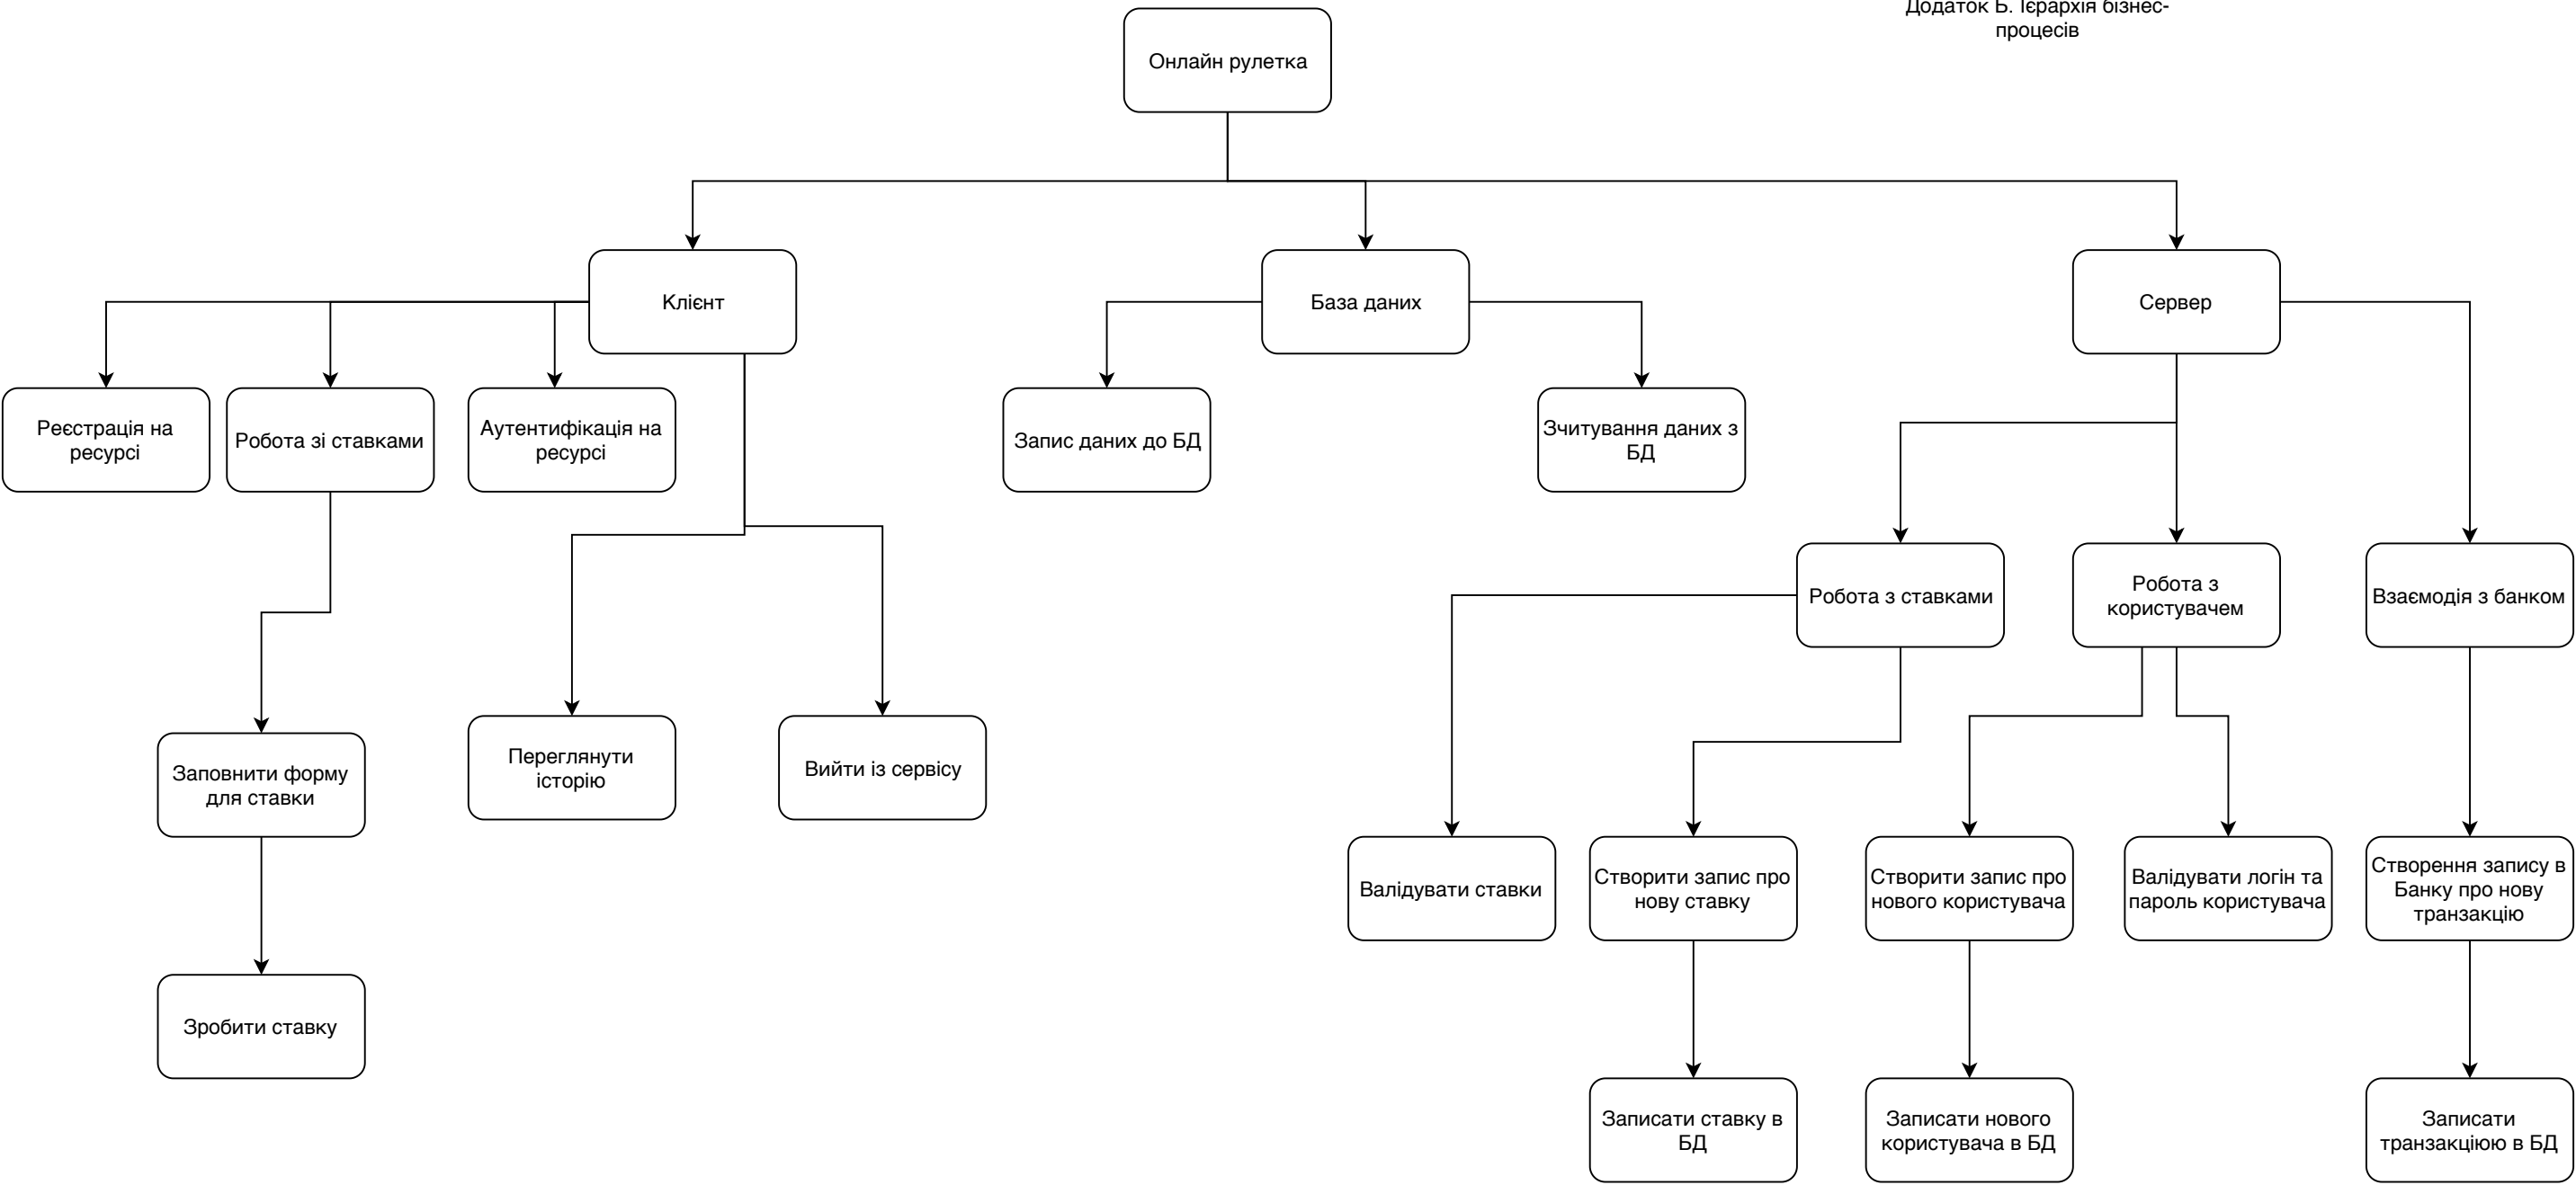 Додаток Б. Ієрархія бізнес-
процесів
Онлайн рулетка
Клієнт
База даних
Сервер
Реєстрація на
ресурсі
Робота зі ставками
Аутентифікація на
ресурсі
Запис даних до БД
Зчитування даних з
БД
Робота з ставками
Робота з
користувачем
Взаємодія з банком
Заповнити форму
для ставки
Переглянути
історію
Вийти із сервісу
Валідувати ставки
Створити запис про
нову ставку
Створити запис про
нового користувача
Валідувати логін та
пароль користувача
Створення запису в
Банку про нову
транзакцію
Зробити ставку
Записати ставку в
БД
Записати нового
користувача в БД
Записати
транзакціюю в БД